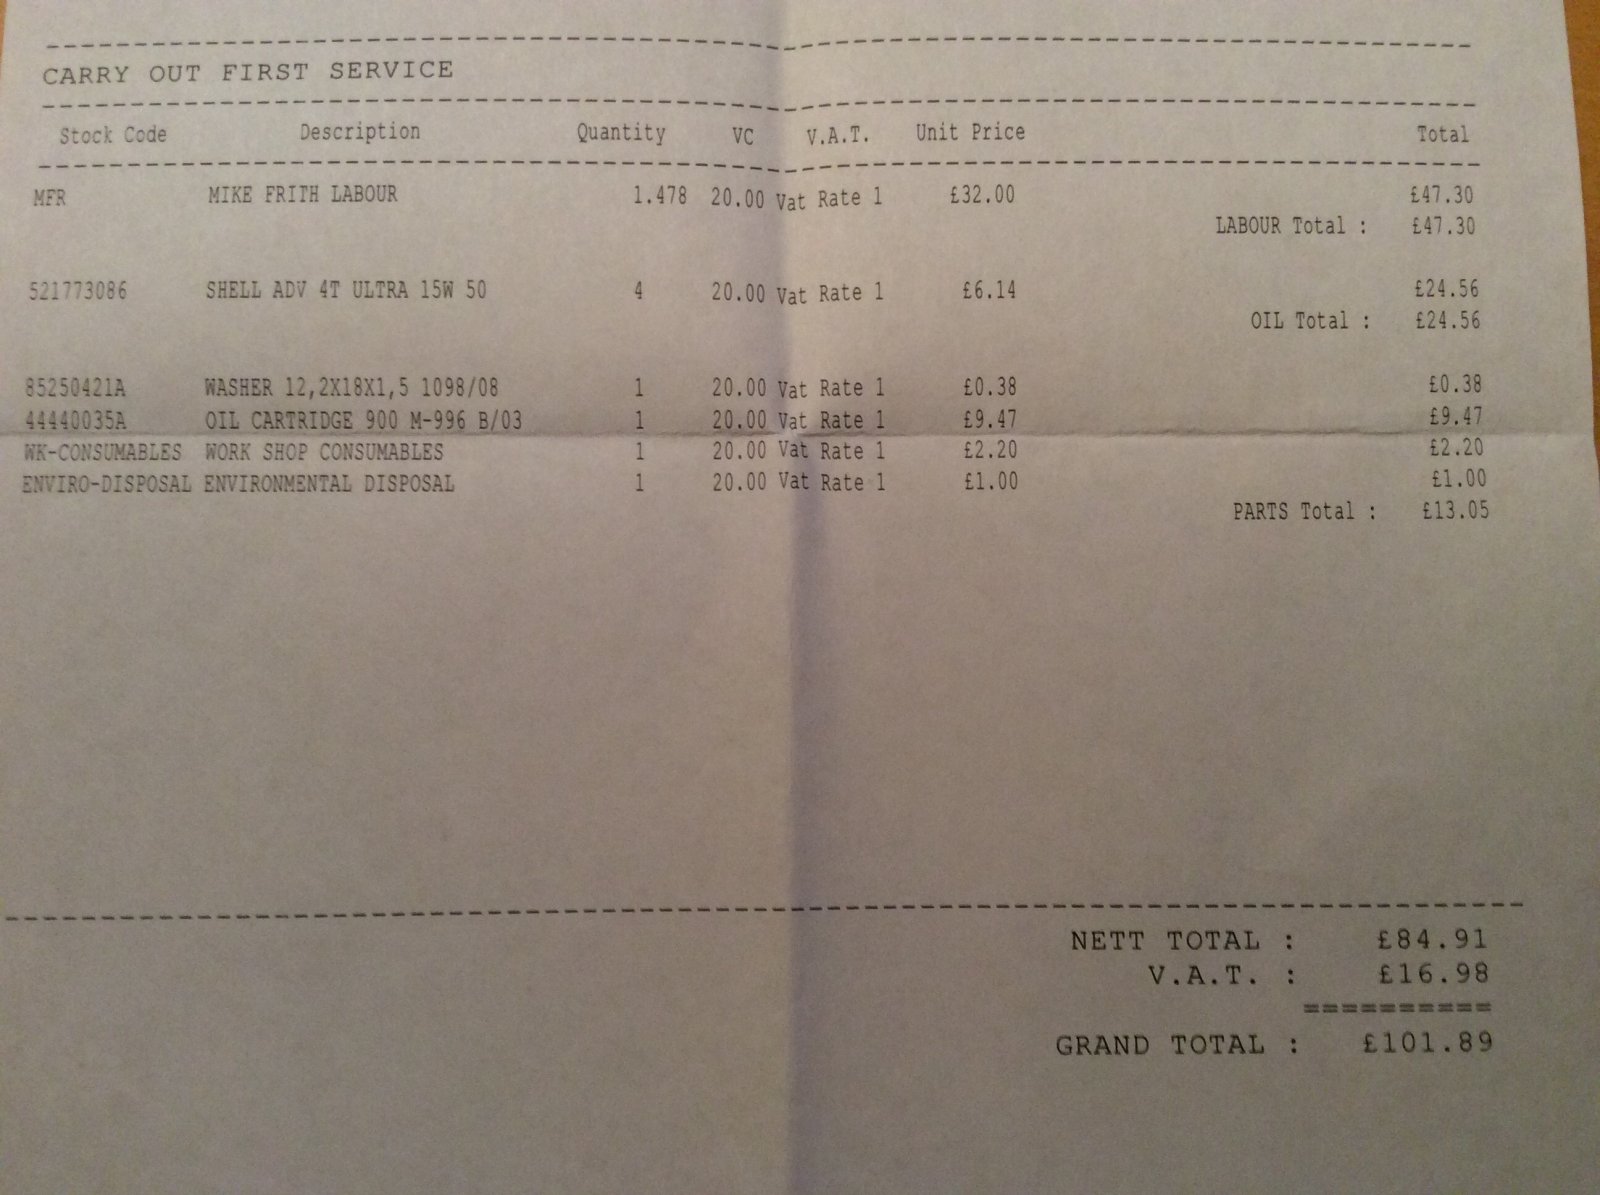 CARRY OUT FIRST SERVICE
Stock Code Description Quantity VC V.A.T. Unit Price Total
MFR MIKE FRITH LABOUR 1.478 20.00 Vat Rate 1 £32.00 £47.30
LABOUR Total : £47.30
521773086 SHELL ADV 4T ULTRA 15W 50 4 20.00 Vat Rate 1 £6.14 £24.56
OIL Total : £24.56
85250421A WASHER 12,2X18X1,5 1098/08 1 20.00 Vat Rate 1 £0.38 £0.38
44440035A OIL CARTRIDGE 900 M-996 B/03 1 20.00 Vat Rate 1 £9.47 £9.47
WK-CONSUMABLES WORK SHOP CONSUMABLES 1 20.00 Vat Rate 1 £2.20 £2.20
ENVIRO-DISPOSAL ENVIRONMENTAL DISPOSAL 1 20.00 Vat Rate 1 £1.00 £1.00
PARTS Total : £13.05
NETT TOTAL : £84.91
V.A.T. : £16.98
==========
GRAND TOTAL : £101.89